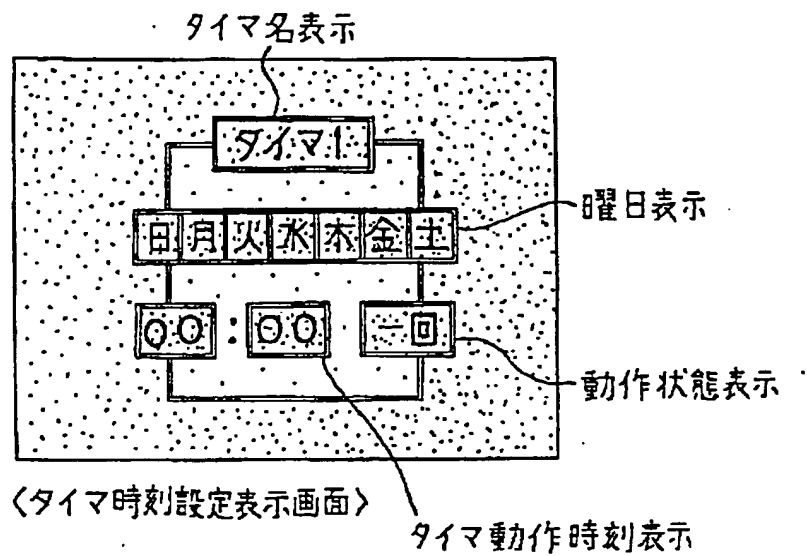 タイマ名表示
タイマ1
日月火水木金土
曜日表示
00:00
一回
動作状態表示
〈タイマ時刻設定表示画面〉
タイマ動作時刻表示